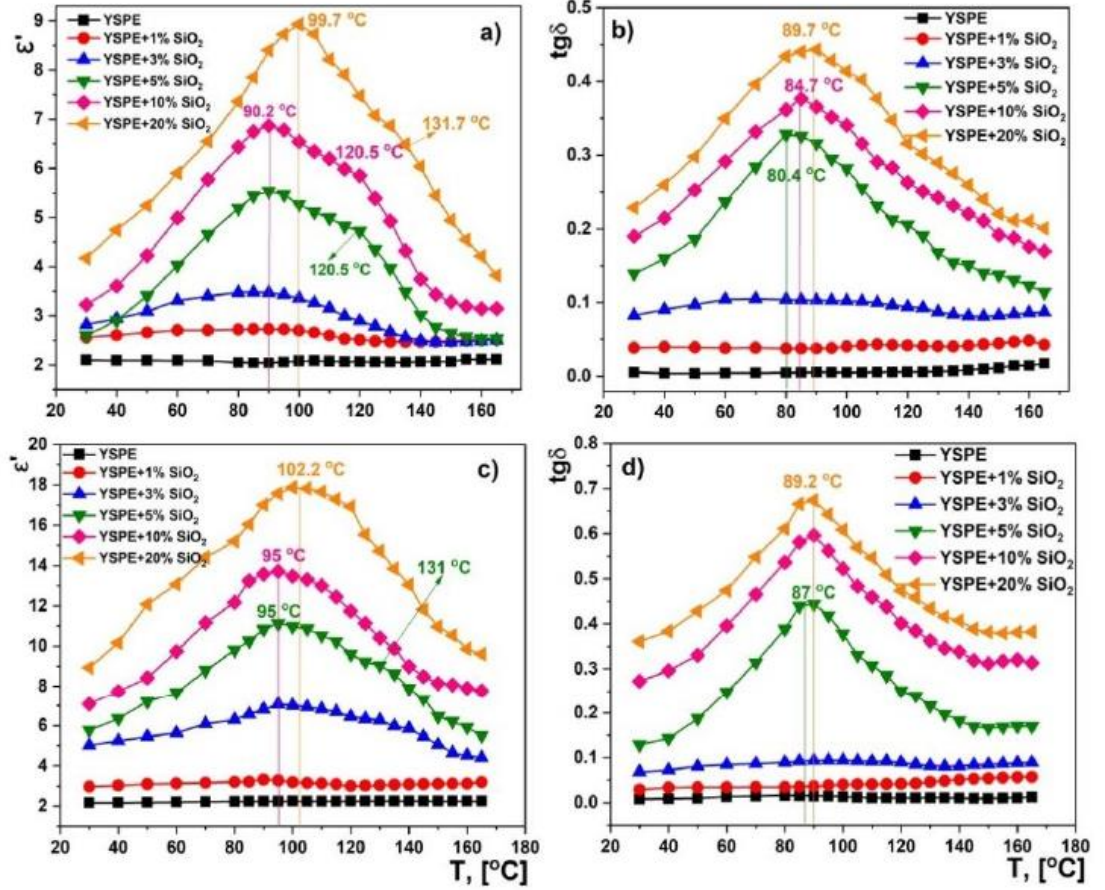 YSPE
YSPE+1% SiO₂
YSPE+3% SiO₂
YSPE+5% SiO₂
YSPE+10% SiO₂
YSPE+20% SiO₂
ε'
9
8
7
6
5
4
3
2
20 40 60 80 100 120 140 160
a)
99.7 °C
131.7 °C
90.2 °C
120.5 °C
120.5 °C
tgδ
0.5
0.4
0.3
0.2
0.1
0.0
20 40 60 80 100 120 140 160
b)
89.7 °C
84.7 °C
80.4 °C
YSPE
YSPE+1% SiO₂
YSPE+3% SiO₂
YSPE+5% SiO₂
YSPE+10% SiO₂
YSPE+20% SiO₂
ε'
20
18
16
14
12
10
8
6
4
2
20 40 60 80 100 120 140 160
T, [°C]
c)
YSPE
YSPE+1% SiO₂
YSPE+3% SiO₂
YSPE+5% SiO₂
YSPE+10% SiO₂
YSPE+20% SiO₂
102.2 °C
95 °C
95 °C
131 °C
tgδ
0.8
0.7
0.6
0.5
0.4
0.3
0.2
0.1
0.0
20 40 60 80 100 120 140 160 180
T, [°C]
d)
89.2 °C
87 °C
YSPE
YSPE+1% SiO₂
YSPE+3% SiO₂
YSPE+5% SiO₂
YSPE+10% SiO₂
YSPE+20% SiO₂